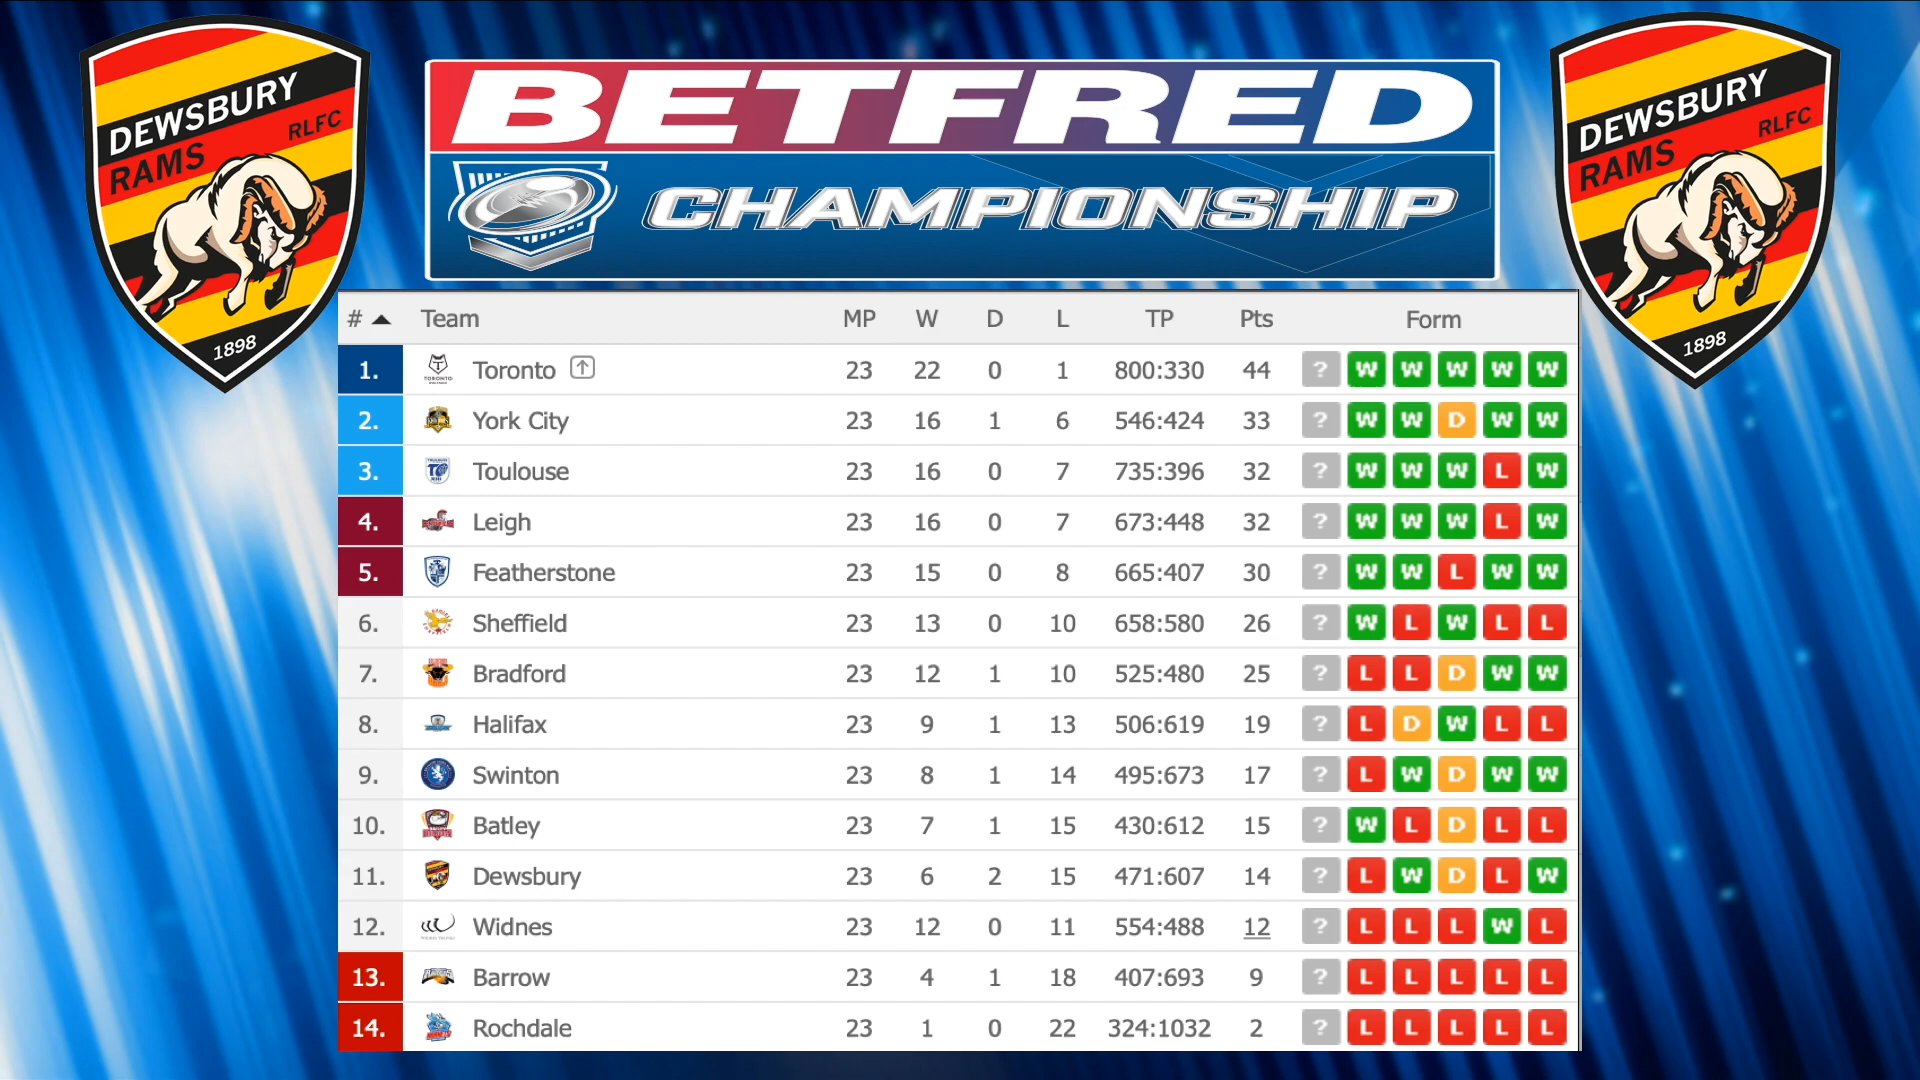 DEWSBURY
RAMS
RLFC
1898
BETFRED
CHAMPIONSHIP
DEWSBURY
RAMS
RLFC
1898
# Team MP W D L TP Pts Form
1. TORONTO Toronto 23 22 0 1 800:330 44 ? W W W W W
2. York City 23 16 1 6 546:424 33 ? W W D W W
3. Toulouse 23 16 0 7 735:396 32 ? W W W L W
4. Leigh 23 16 0 7 673:448 32 ? W W W L W
5. Featherstone 23 15 0 8 665:407 30 ? W W L W W
6. Sheffield 23 13 0 10 658:580 26 ? W L W L L
7. Bradford 23 12 1 10 525:480 25 ? L L D W W
8. Halifax 23 9 1 13 506:619 19 ? L D W L L
9. Swinton 23 8 1 14 495:673 17 ? L W D W W
10. Batley 23 7 1 15 430:612 15 ? W L D L L
11. Dewsbury 23 6 2 15 471:607 14 ? L W D L W
12. Widnes 23 12 0 11 554:488 12 ? L L L W L
13. Barrow 23 4 1 18 407:693 9 ? L L L L L
14. Rochdale 23 1 0 22 324:1032 2 ? L L L L L